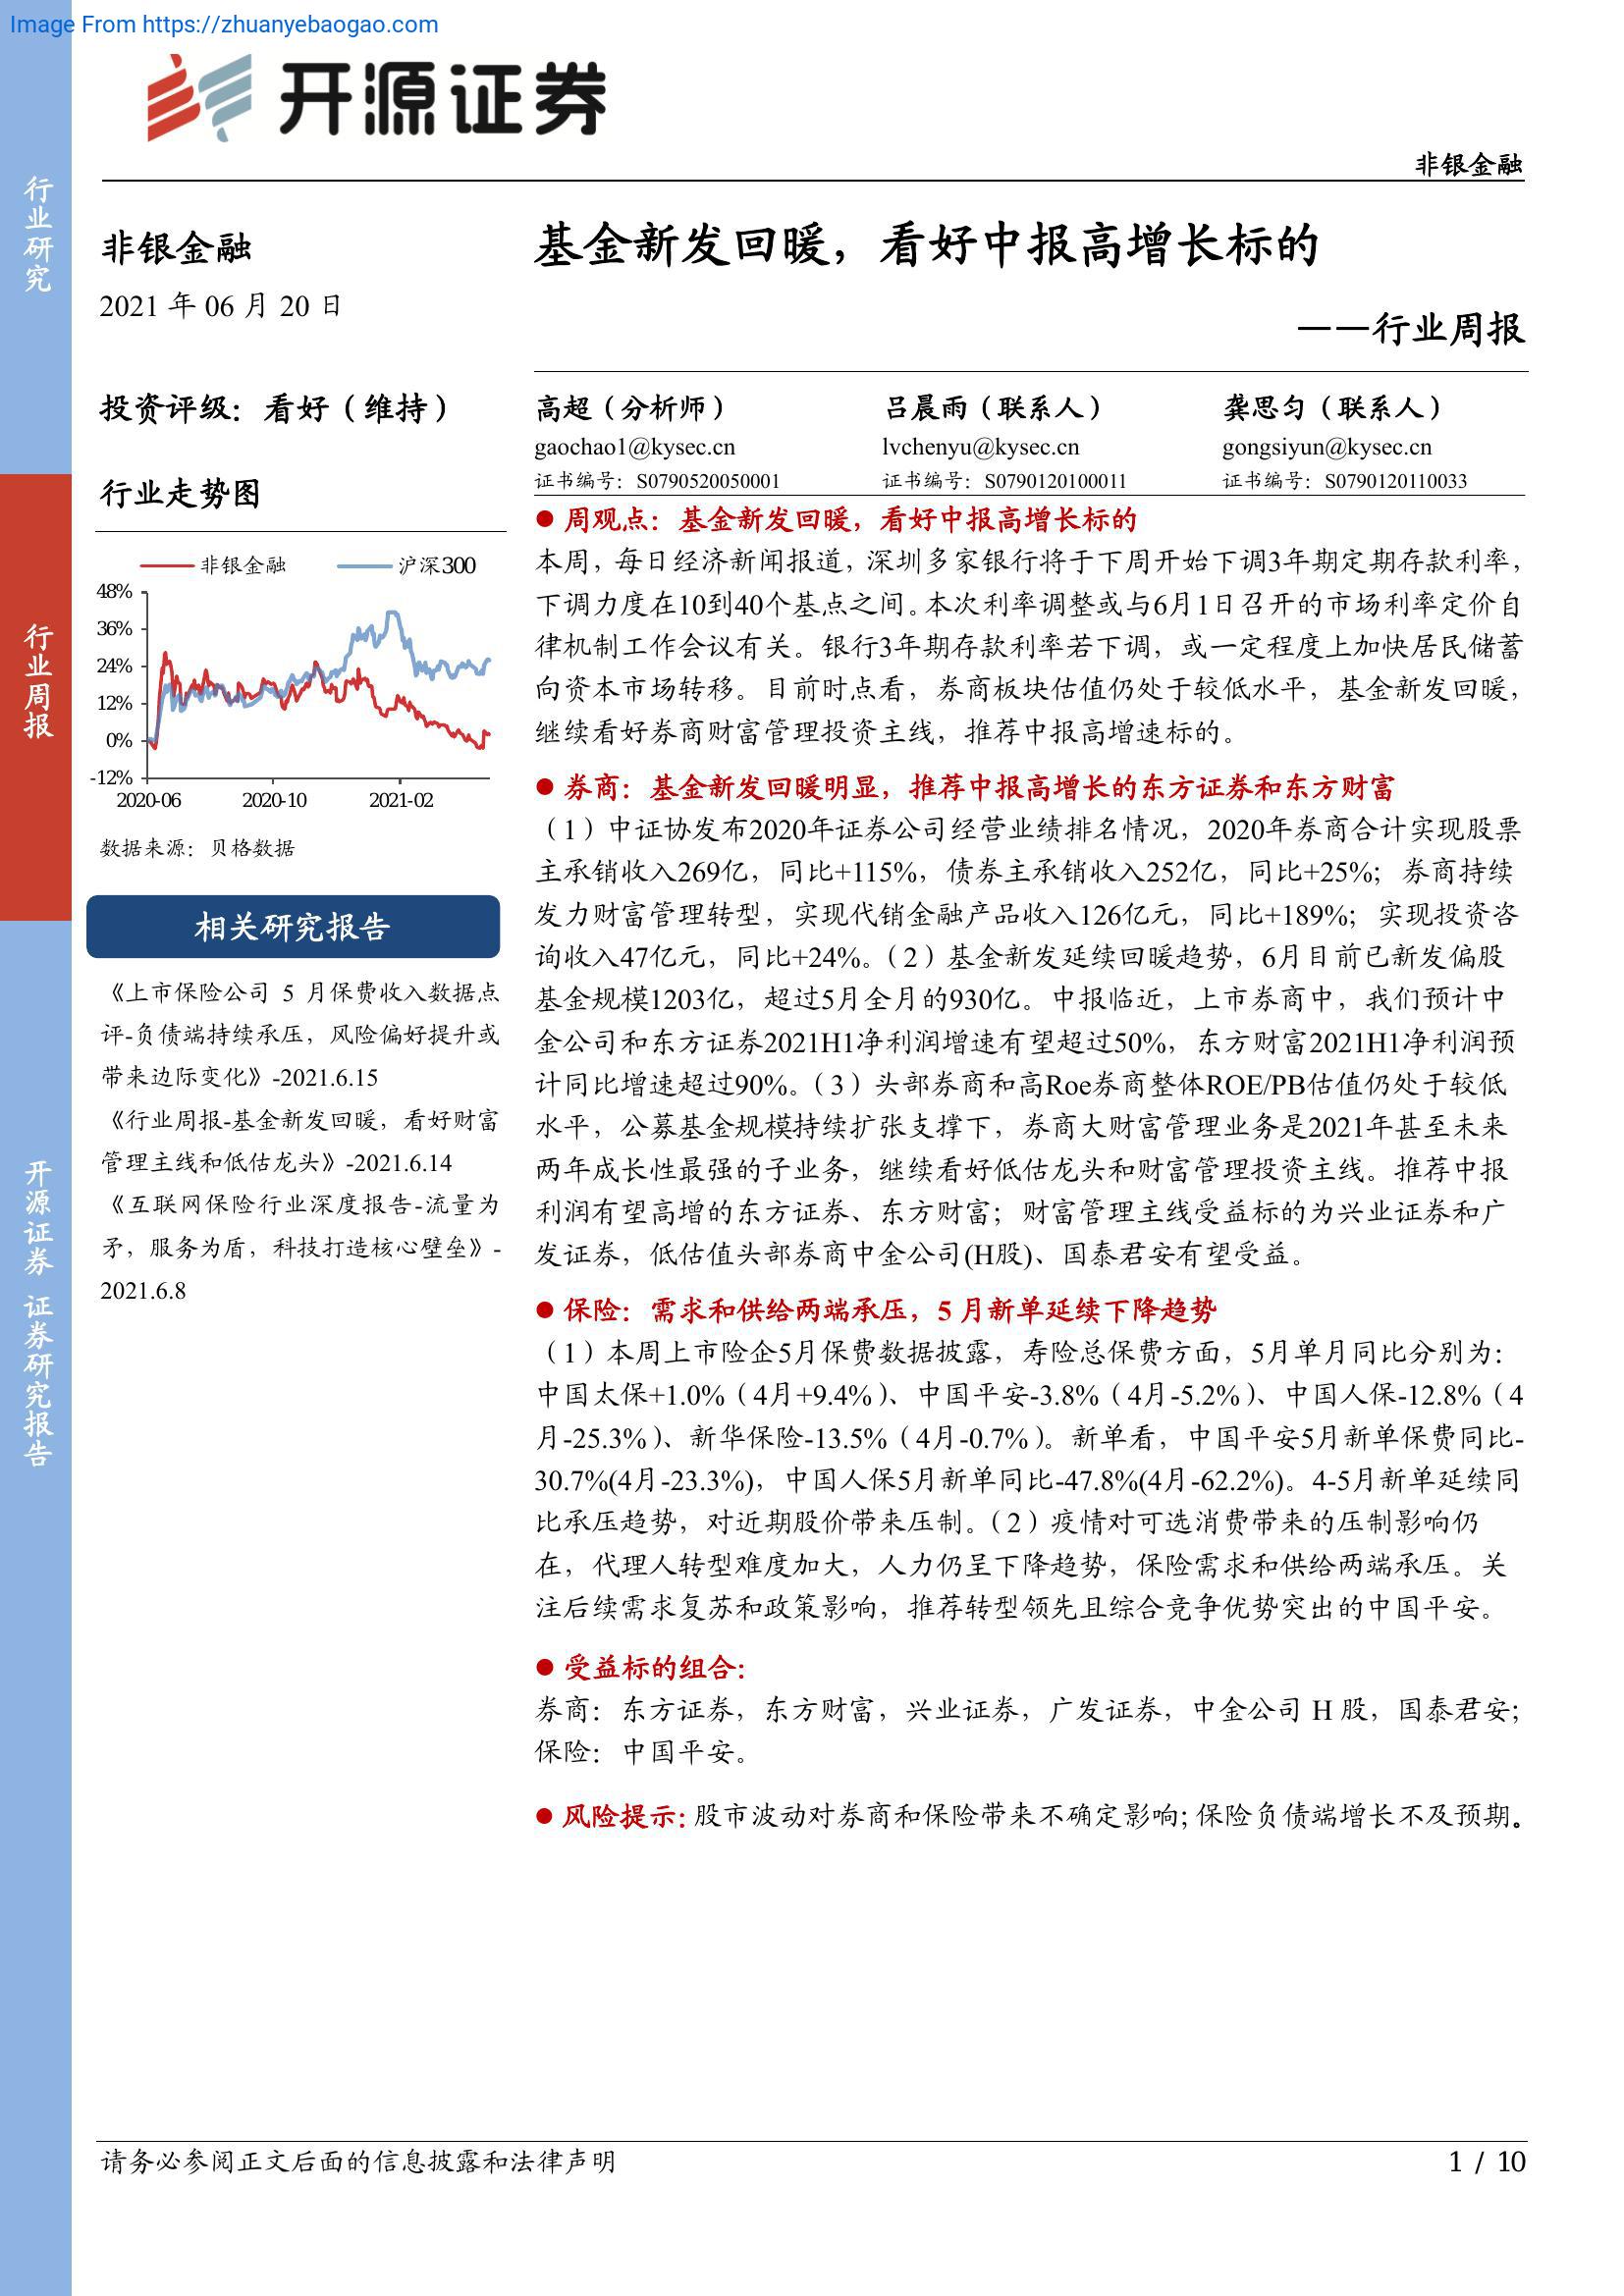 Image From https://zhuanyebaogao.com
开源证券
非银金融
行业研究
行业周报
开源证券 证券研究报告
非银金融
2021 年 06 月 20 日
投资评级：看好（维持）
行业走势图
非银金融 沪深300
48%
36%
24%
12%
0%
-12%
2020-06 2020-10 2021-02
数据来源：贝格数据
相关研究报告
《上市保险公司 5 月保费收入数据点
评-负债端持续承压，风险偏好提升或
带来边际变化》-2021.6.15
《行业周报-基金新发回暖，看好财富
管理主线和低估龙头》-2021.6.14
《互联网保险行业深度报告-流量为
矛，服务为盾，科技打造核心壁垒》-
2021.6.8
基金新发回暖，看好中报高增长标的
——行业周报
高超（分析师） 吕晨雨（联系人） 龚思匀（联系人）
gaochao1@kysec.cn lvchenyu@kysec.cn gongsiyun@kysec.cn
证书编号：S0790520050001 证书编号：S0790120100011 证书编号：S0790120110033
● 周观点：基金新发回暖，看好中报高增长标的
本周，每日经济新闻报道，深圳多家银行将于下周开始下调3年期定期存款利率，
下调力度在10到40个基点之间。本次利率调整或与6月1日召开的市场利率定价自
律机制工作会议有关。银行3年期存款利率若下调，或一定程度上加快居民储蓄
向资本市场转移。目前时点看，券商板块估值仍处于较低水平，基金新发回暖，
继续看好券商财富管理投资主线，推荐中报高增速标的。
● 券商：基金新发回暖明显，推荐中报高增长的东方证券和东方财富
（1）中证协发布2020年证券公司经营业绩排名情况，2020年券商合计实现股票
主承销收入269亿，同比+115%，债券主承销收入252亿，同比+25%；券商持续
发力财富管理转型，实现代销金融产品收入126亿元，同比+189%；实现投资咨
询收入47亿元，同比+24%。（2）基金新发延续回暖趋势，6月目前已新发偏股
基金规模1203亿，超过5月全月的930亿。中报临近，上市券商中，我们预计中
金公司和东方证券2021H1净利润增速有望超过50%，东方财富2021H1净利润预
计同比增速超过90%。（3）头部券商和高Roe券商整体ROE/PB估值仍处于较低
水平，公募基金规模持续扩张支撑下，券商大财富管理业务是2021年甚至未来
两年成长性最强的子业务，继续看好低估龙头和财富管理投资主线。推荐中报
利润有望高增的东方证券、东方财富；财富管理主线受益标的为兴业证券和广
发证券，低估值头部券商中金公司(H股)、国泰君安有望受益。
● 保险：需求和供给两端承压，5 月新单延续下降趋势
（1）本周上市险企5月保费数据披露，寿险总保费方面，5月单月同比分别为：
中国太保+1.0%（4月+9.4%）、中国平安-3.8%（4月-5.2%）、中国人保-12.8%（4
月-25.3%）、新华保险-13.5%（4月-0.7%）。新单看，中国平安5月新单保费同比-
30.7%(4月-23.3%)，中国人保5月新单同比-47.8%(4月-62.2%)。4-5月新单延续同
比承压趋势，对近期股价带来压制。（2）疫情对可选消费带来的压制影响仍
在，代理人转型难度加大，人力仍呈下降趋势，保险需求和供给两端承压。关
注后续需求复苏和政策影响，推荐转型领先且综合竞争优势突出的中国平安。
● 受益标的组合：
券商：东方证券，东方财富，兴业证券，广发证券，中金公司 H 股，国泰君安；
保险：中国平安。
● 风险提示：股市波动对券商和保险带来不确定影响；保险负债端增长不及预期。
请务必参阅正文后面的信息披露和法律声明
1 / 10